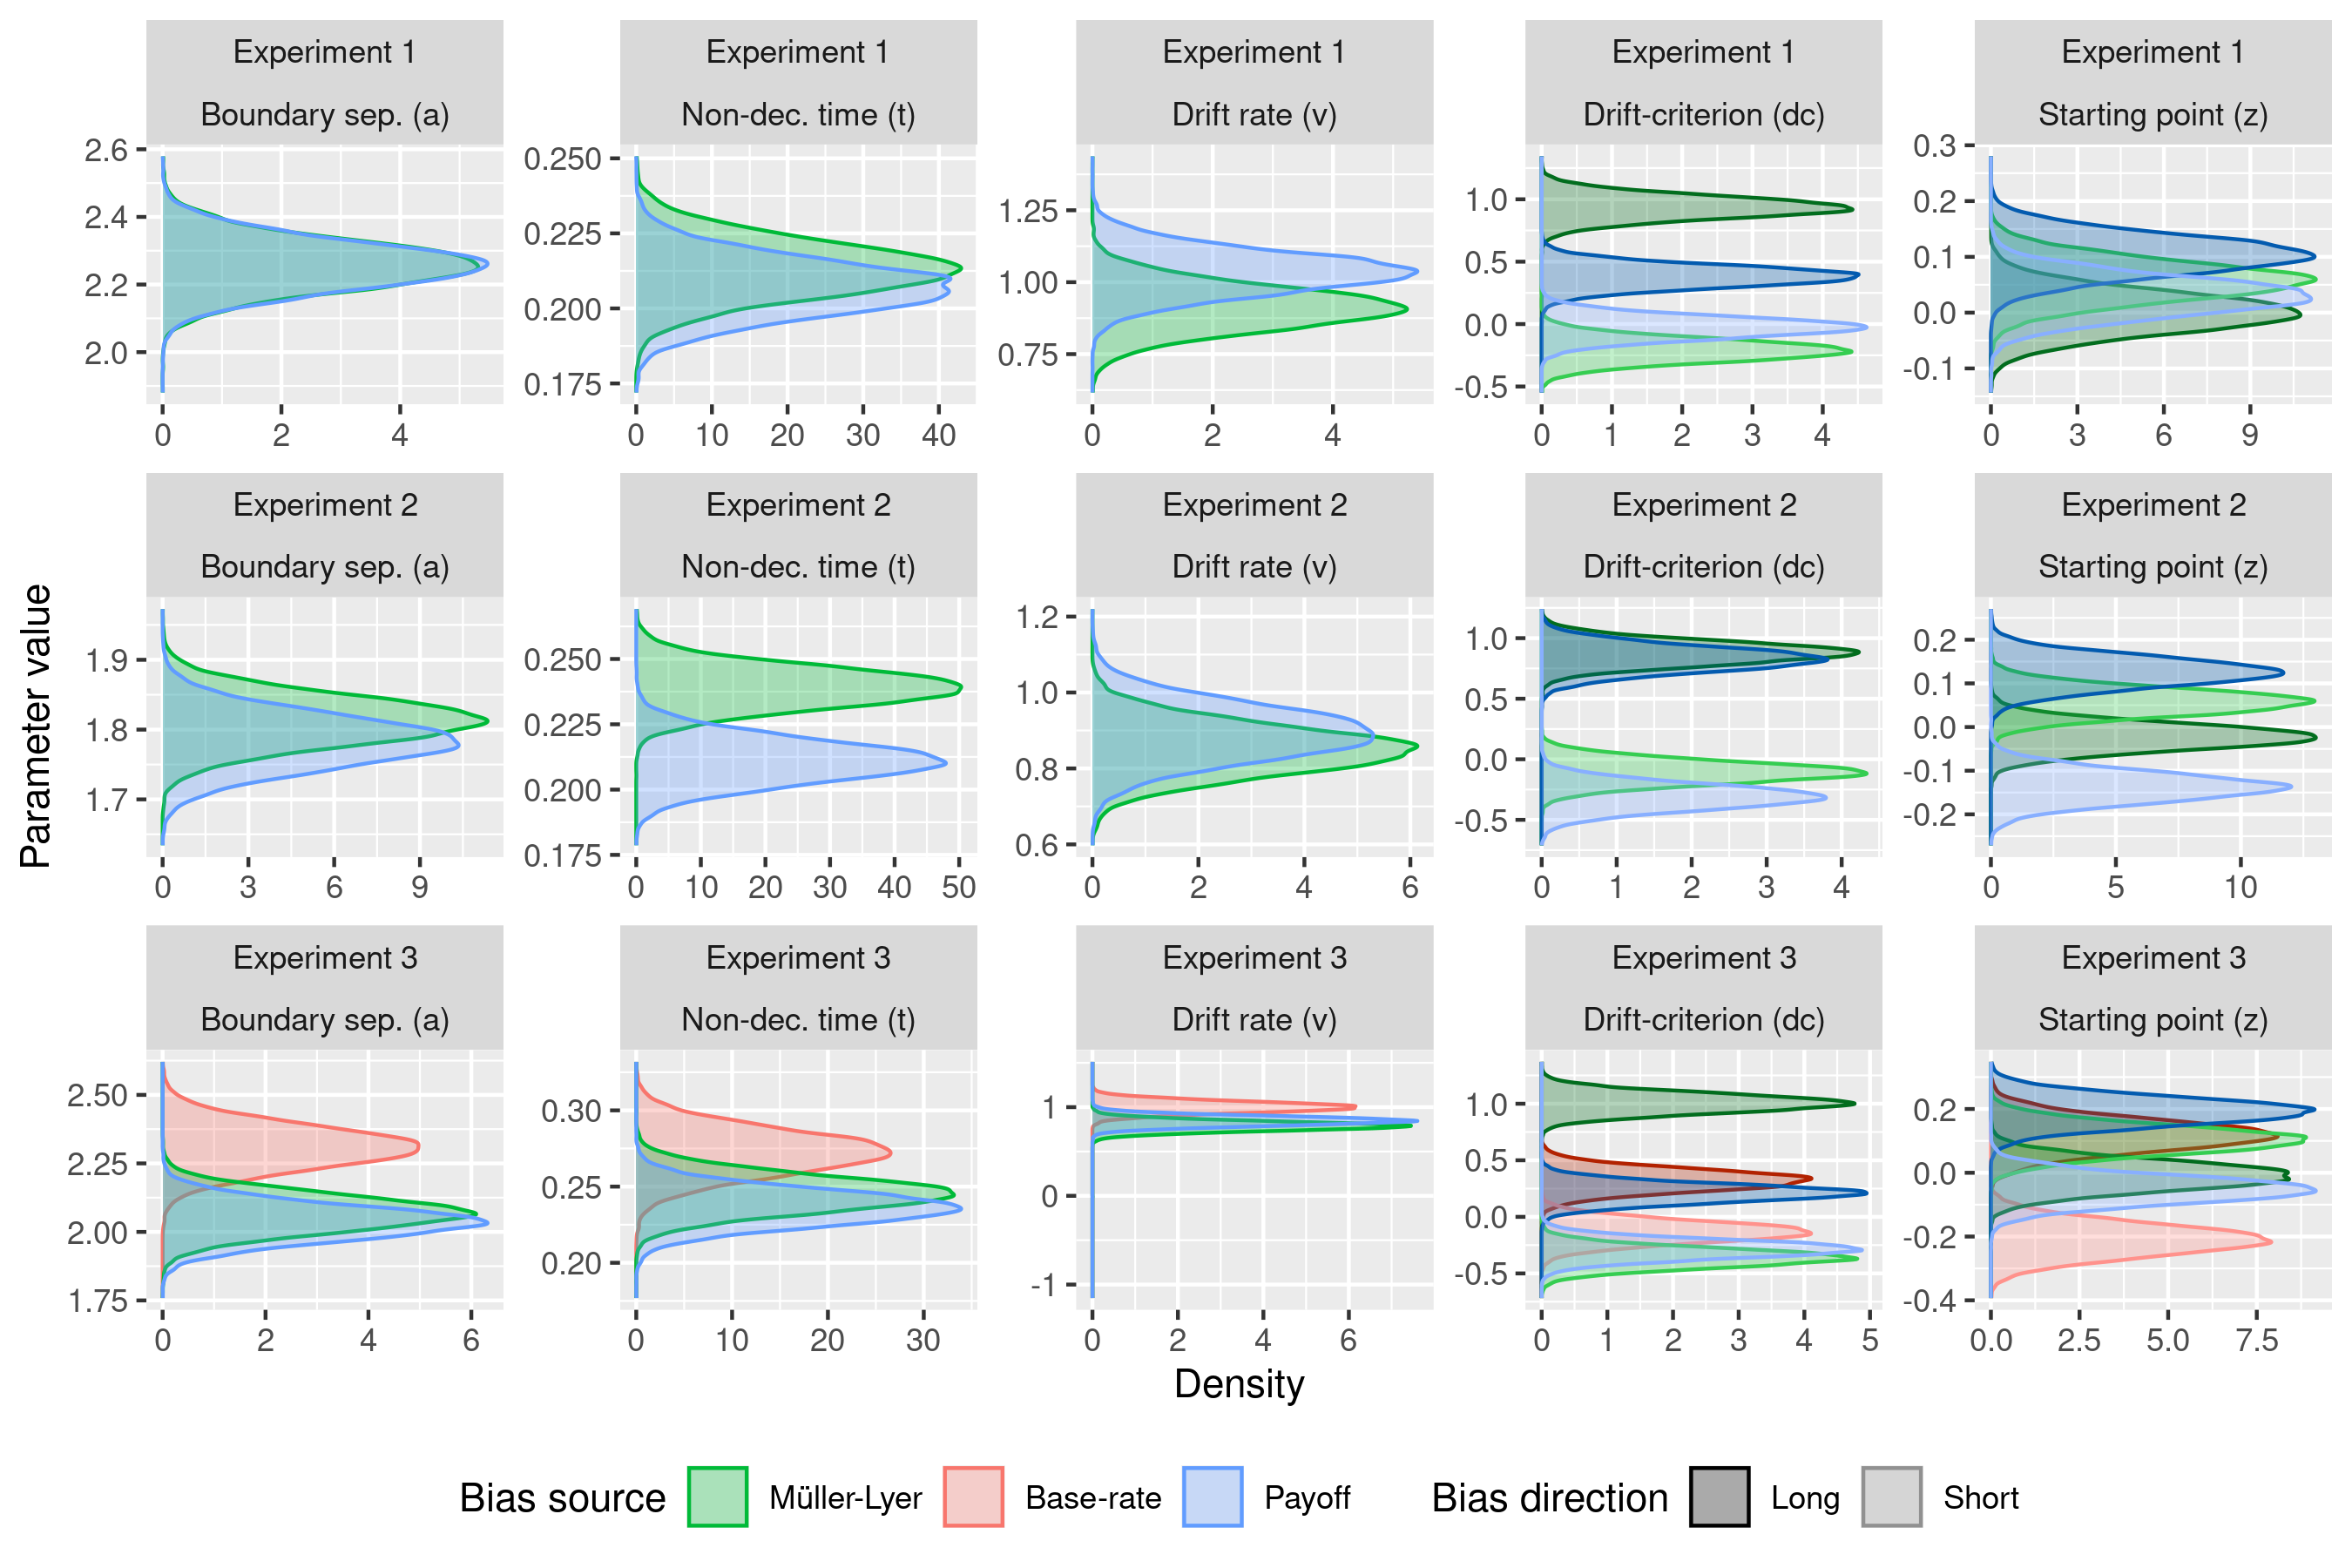 Experiment 1 Experiment 1 Experiment 1 Experiment 1 Experiment 1
Boundary sep. (a) Non-dec. time (t) Drift rate (v) Drift-criterion (dc) Starting point (z)
2.6
2.4
2.2
2.0
0 2 4
0.250
0.225
0.200
0.175
0 10 20 30 40
1.25
1.00
0.75
0 2 4
1.0
0.5
0.0
-0.5
0 1 2 3 4
0.3
0.2
0.1
0.0
-0.1
0 3 6 9
Experiment 2 Experiment 2 Experiment 2 Experiment 2 Experiment 2
Boundary sep. (a) Non-dec. time (t) Drift rate (v) Drift-criterion (dc) Starting point (z)
Parameter value
1.9
1.8
1.7
0 3 6 9
0.250
0.225
0.200
0.175
0 10 20 30 40 50
1.2
1.0
0.8
0.6
0 2 4 6
1.0
0.5
0.0
-0.5
0 1 2 3 4
0.2
0.1
0.0
-0.1
-0.2
0 5 10
Experiment 3 Experiment 3 Experiment 3 Experiment 3 Experiment 3
Boundary sep. (a) Non-dec. time (t) Drift rate (v) Drift-criterion (dc) Starting point (z)
2.50
2.25
2.00
1.75
0 2 4 6
0.30
0.25
0.20
0 10 20 30
1
0
-1
0 2 4 6
1.0
0.5
0.0
-0.5
0 1 2 3 4 5
0.2
0.0
-0.2
-0.4
0.0 2.5 5.0 7.5
Density
Bias source Müller-Lyer Base-rate Payoff Bias direction Long Short